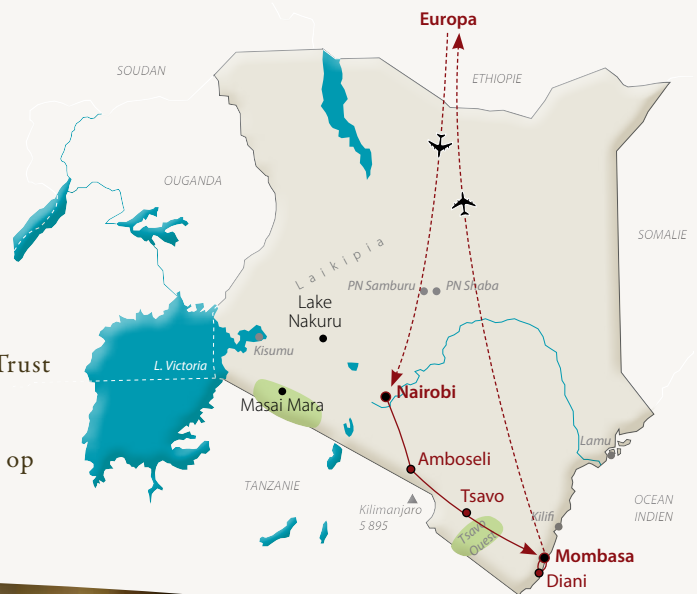 Europa
SOUDAN
ETHIOPIE
OUGANDA
SOMALIE
Laikipia
PN Samburu
PN Shaba
Lake
Nakuru
Kisumu
L. Victoria
Trust
Nairobi
Masai Mara
op
Lamu
Amboseli
TANZANIE
Tsavo
Kilimanjaro
5 895
OCEAN
INDIEN
Kilifi
Tsavo
Ouest
Mombasa
Diani